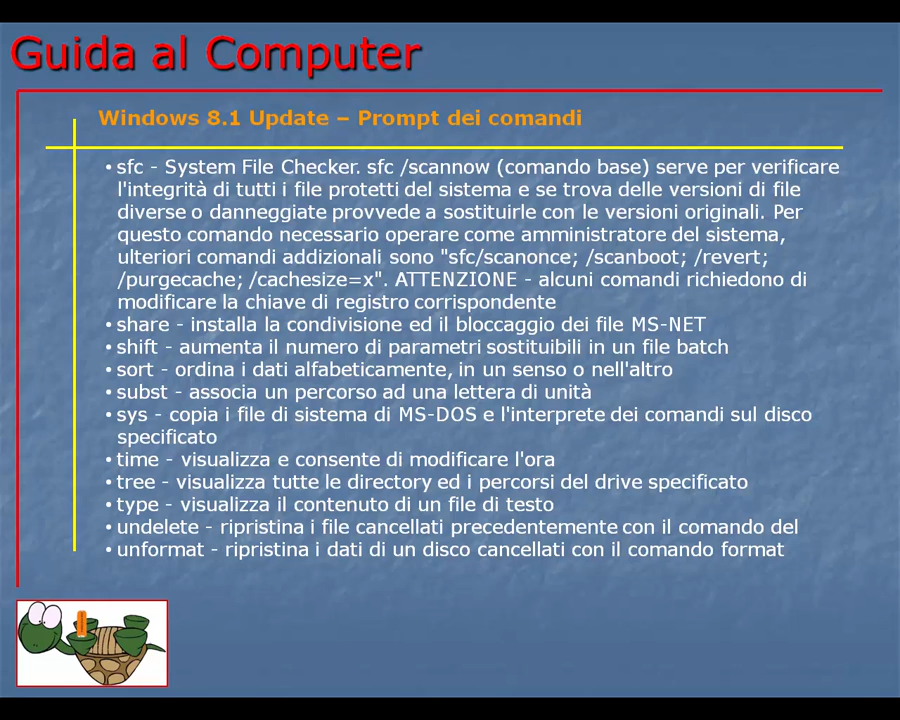 Guida al Computer
Windows 8.1 Update – Prompt dei comandi
• sfc - System File Checker. sfc /scannow (comando base) serve per verificare
l'integrità di tutti i file protetti del sistema e se trova delle versioni di file
diverse o danneggiate provvede a sostituirle con le versioni originali. Per
questo comando necessario operare come amministratore del sistema,
ulteriori comandi addizionali sono "sfc/scanonce; /scanboot; /revert;
/purgecache; /cachesize=x". ATTENZIONE - alcuni comandi richiedono di
modificare la chiave di registro corrispondente
• share - installa la condivisione ed il bloccaggio dei file MS-NET
• shift - aumenta il numero di parametri sostituibili in un file batch
• sort - ordina i dati alfabeticamente, in un senso o nell'altro
• subst - associa un percorso ad una lettera di unità
• sys - copia i file di sistema di MS-DOS e l'interprete dei comandi sul disco
specificato
• time - visualizza e consente di modificare l'ora
• tree - visualizza tutte le directory ed i percorsi del drive specificato
• type - visualizza il contenuto di un file di testo
• undelete - ripristina i file cancellati precedentemente con il comando del
• unformat - ripristina i dati di un disco cancellati con il comando format